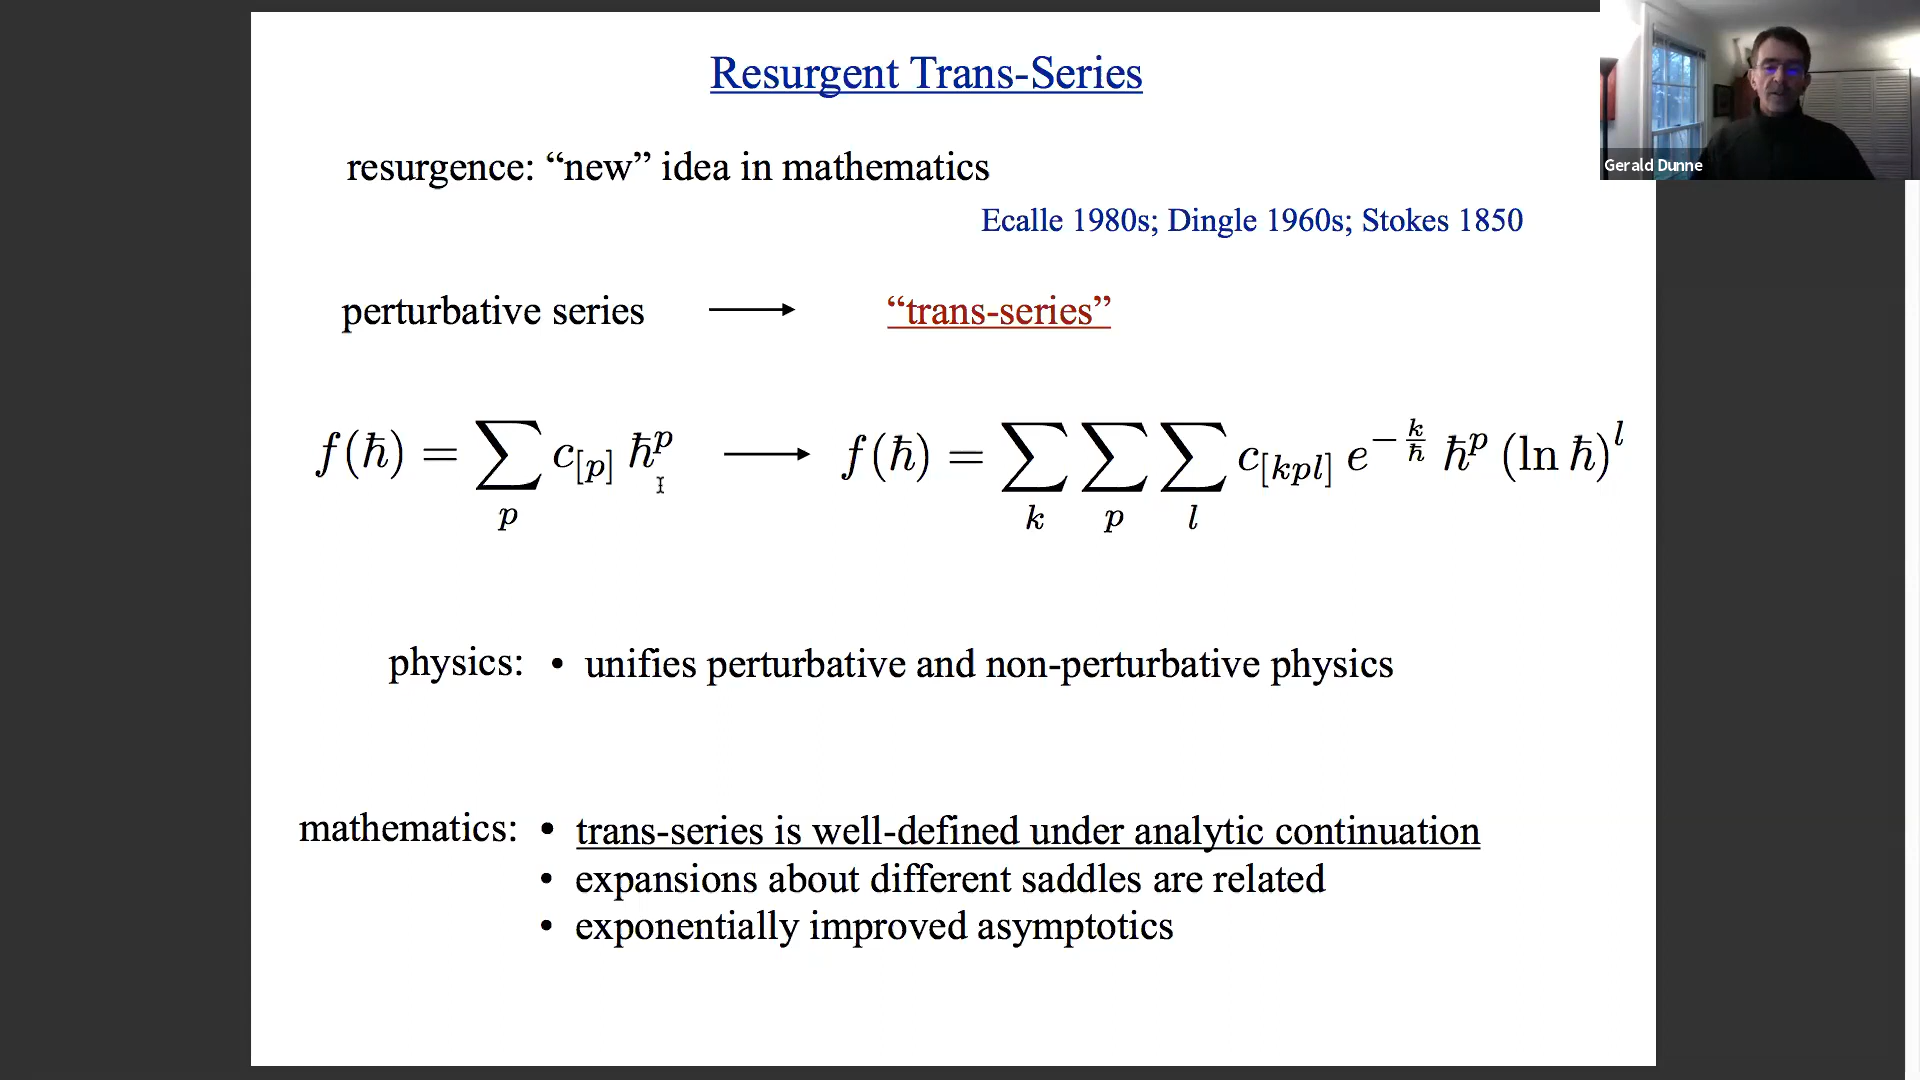 Resurgent Trans-Series
Gerald Dunne
resurgence: “new” idea in mathematics
Ecalle 1980s; Dingle 1960s; Stokes 1850
perturbative series ⟶ “trans-series”
f(ħ) = ∑_p c_[p] ħ^p ⟶ f(ħ) = ∑_k ∑_p ∑_l c_[kpl] e^{-k/ħ} ħ^p (ln ħ)^l
physics: • unifies perturbative and non-perturbative physics
mathematics: • trans-series is well-defined under analytic continuation
• expansions about different saddles are related
• exponentially improved asymptotics